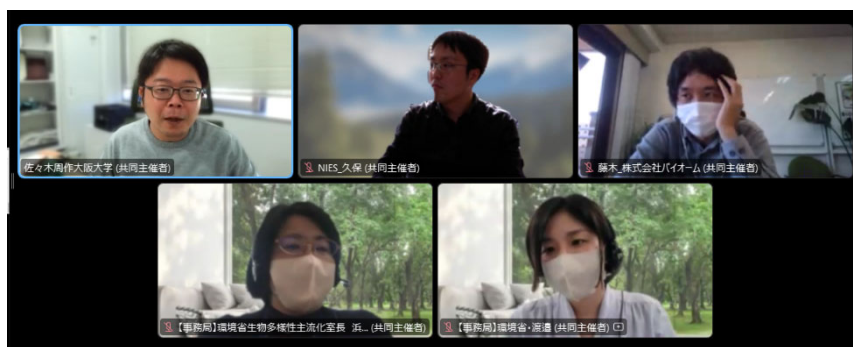 佐々木周作大阪大学 (共同主催者)
NIES_久保 (共同主催者)
藤木_株式会社バイオーム (共同主催者)
【事務局】環境省生物多様性主流化室長 浜... (共同主催者)
【事務局】環境省・渡邉 (共同主催者)